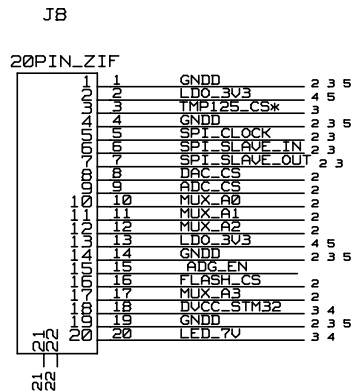 J8
20PIN_ZIF
1 1 GNDD 2 3 5
2 2 LDO_3V3 4 5
3 3 TMP125_CS* 3
4 4 GNDD 2 3 5
5 5 SPI_CLOCK 2 3
6 6 SPI_SLAVE_IN 2 3
7 7 SPI_SLAVE_OUT 2 3
8 8 DAC_CS 2
9 9 ADC_CS 2
10 10 MUX_A0 2
11 11 MUX_A1 2
12 12 MUX_A2 2
13 13 LDO_3V3 4 5
14 14 GNDD 2 3 5
15 15 ADG_EN
16 16 FLASH_CS 2
17 17 MUX_A3 2
18 18 DVCC_STM32 3 4
19 19 GNDD 2 3 5
20 20 LED_7V 3 4
21 22
21 22